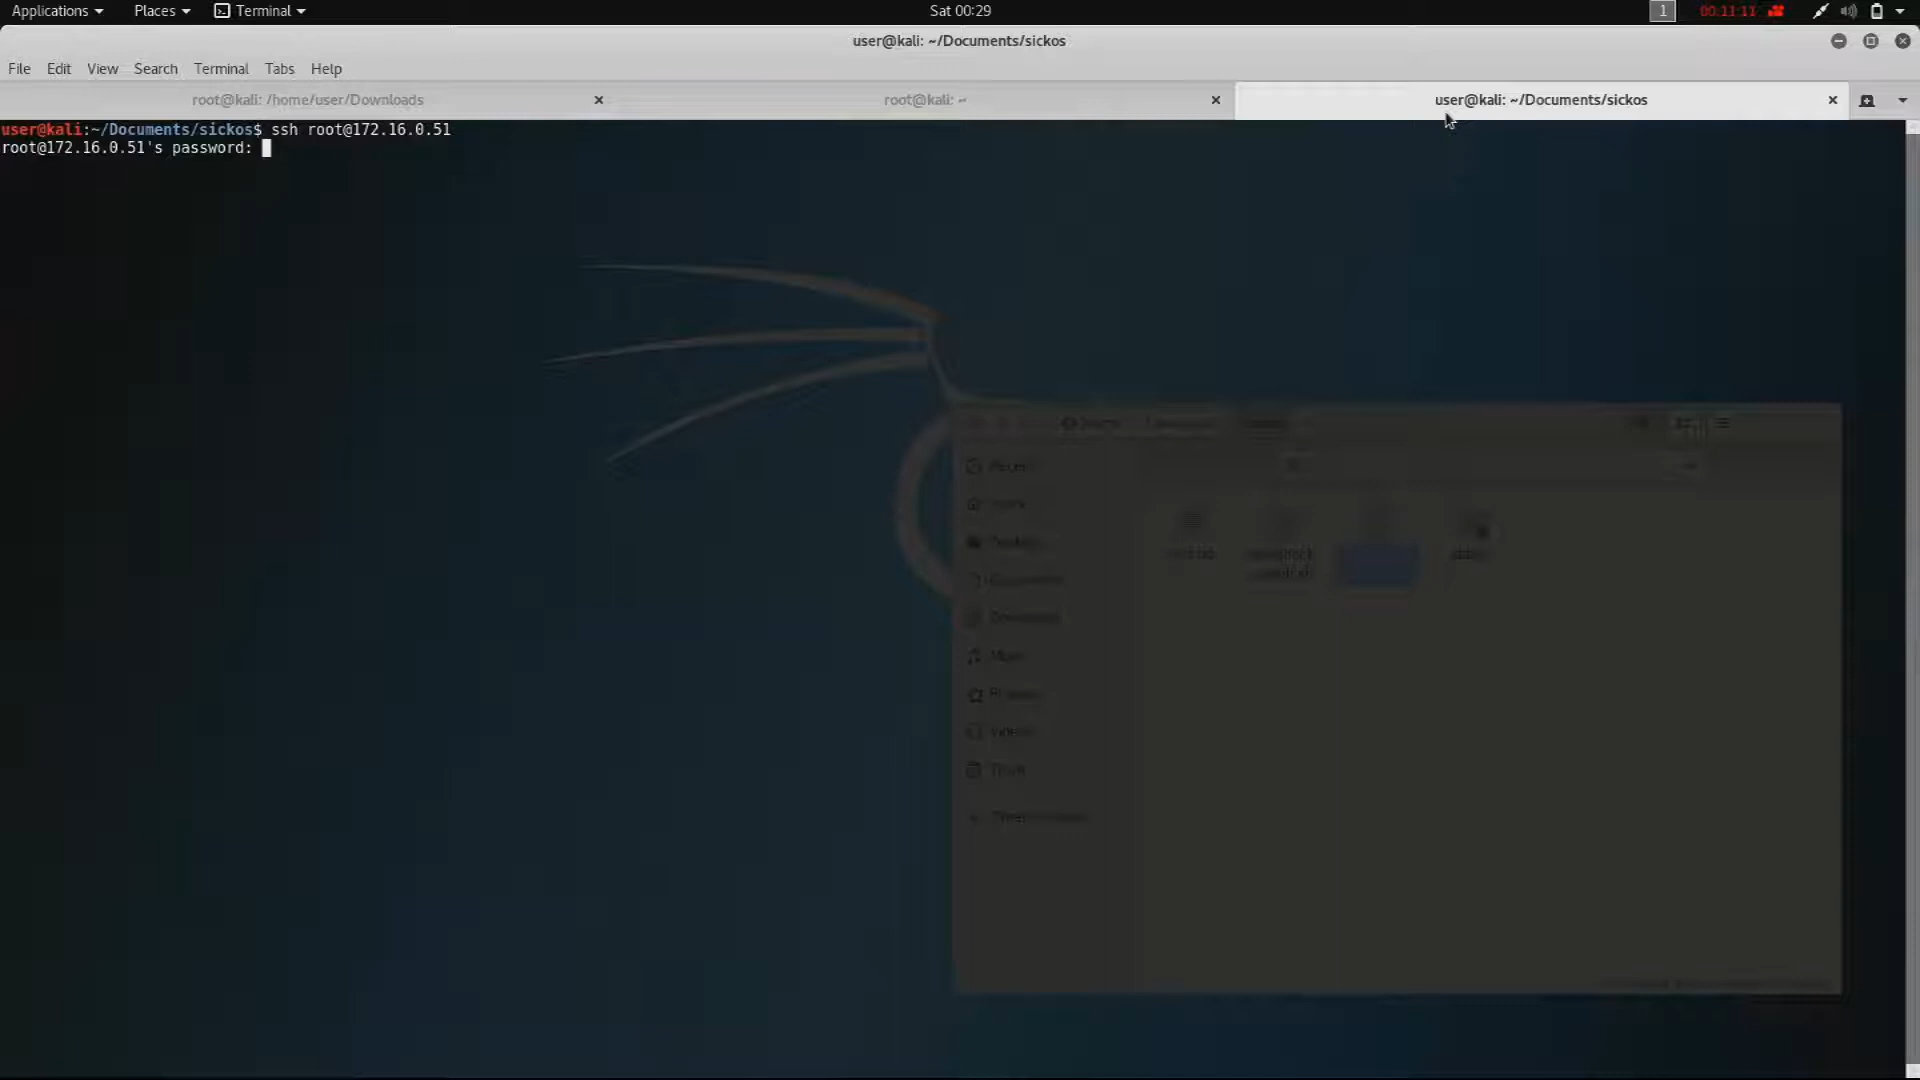 Applications Places Terminal Sat 00:29 1 00:11:11
user@kali: ~/Documents/sickos
File Edit View Search Terminal Tabs Help
root@kali: /home/user/Downloads root@kali: ~ user@kali: ~/Documents/sickos
user@kali:~/Documents/sickos$ ssh root@172.16.0.51
root@172.16.0.51's password: